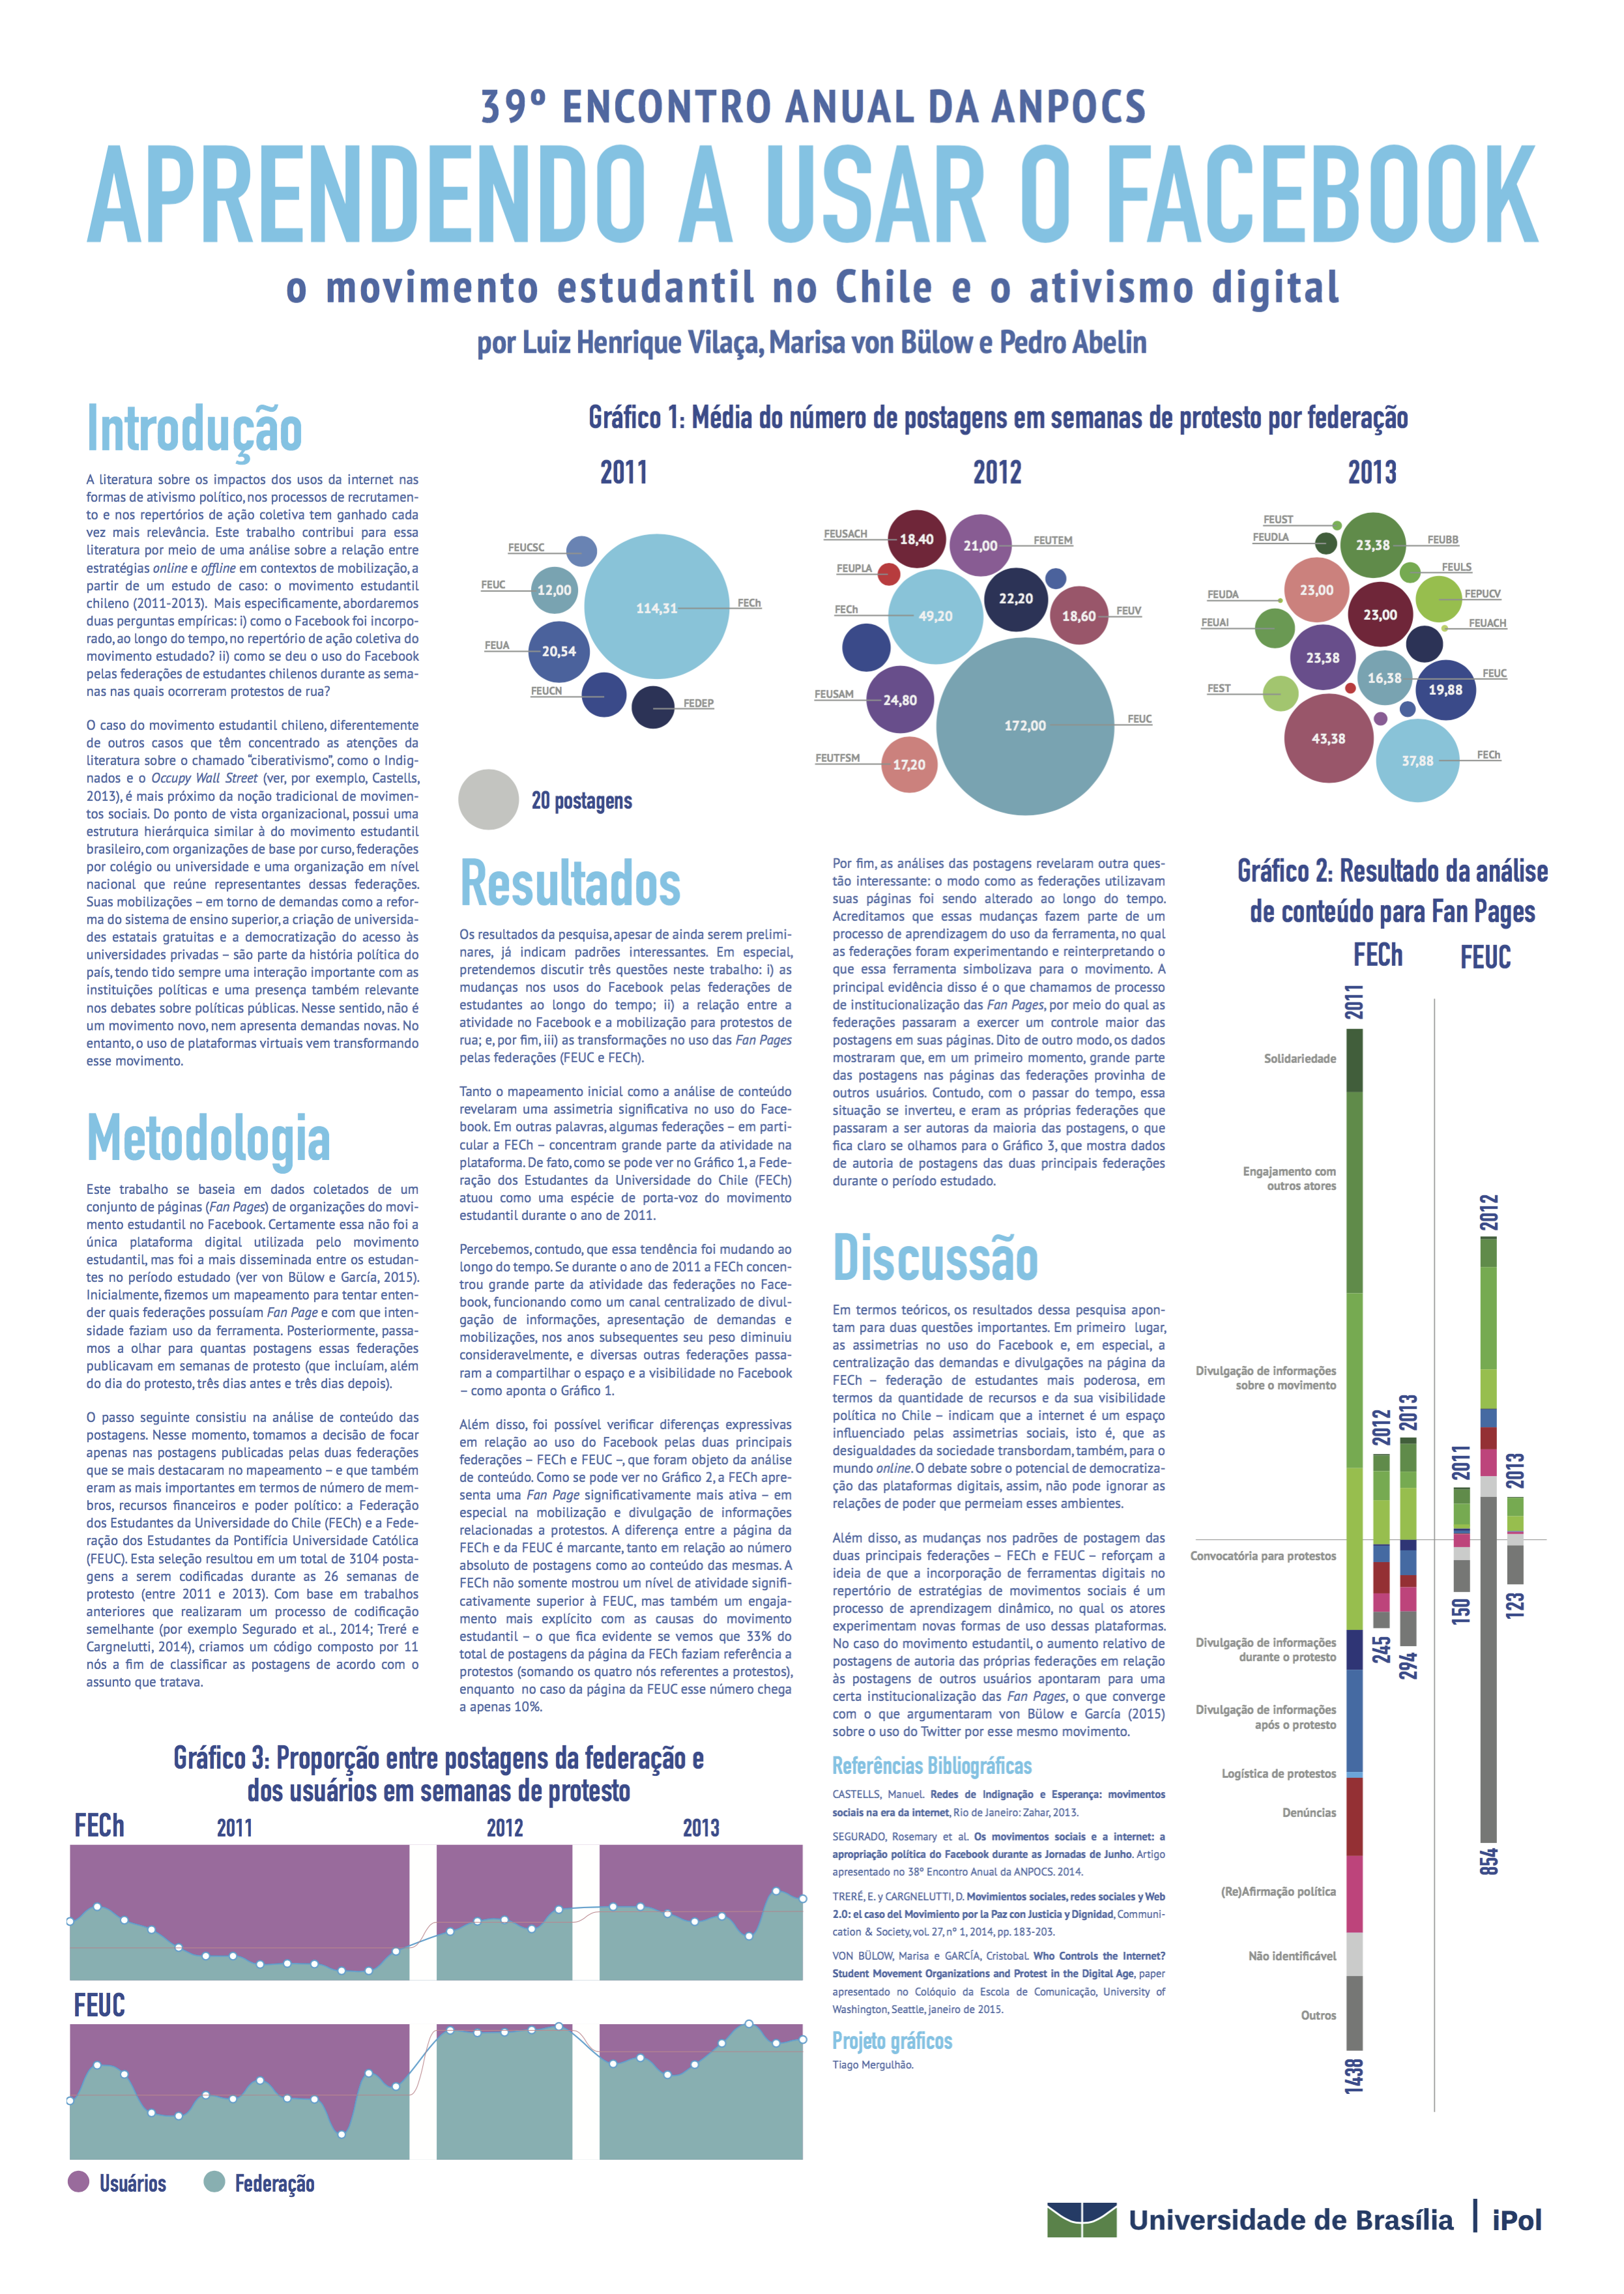 39º ENCONTRO ANUAL DA ANPOCS
APRENDENDO A USAR O FACEBOOK
o movimento estudantil no Chile e o ativismo digital
por Luiz Henrique Vilaça, Marisa von Bülow e Pedro Abelin
Introdução
A literatura sobre os impactos dos usos da internet nas
formas de ativismo político, nos processos de recrutamen-
to e nos repertórios de ação coletiva tem ganhado cada
vez mais relevância. Este trabalho contribui para essa
literatura por meio de uma análise sobre a relação entre
estratégias online e offline em contextos de mobilização, a
partir de um estudo de caso: o movimento estudantil
chileno (2011-2013). Mais especificamente, abordaremos
duas perguntas empíricas: i) como o Facebook foi incorpo-
rado, ao longo do tempo, no repertório de ação coletiva do
movimento estudado? ii) como se deu o uso do Facebook
pelas federações de estudantes chilenos durante as sema-
nas nas quais ocorreram protestos de rua?
O caso do movimento estudantil chileno, diferentemente
de outros casos que têm concentrado as atenções da
literatura sobre o chamado “ciberativismo”, como o Indig-
nados e o Occupy Wall Street (ver, por exemplo, Castells,
2013), é mais próximo da noção tradicional de movimen-
tos sociais. Do ponto de vista organizacional, possui uma
estrutura hierárquica similar à do movimento estudantil
brasileiro, com organizações de base por curso, federações
por colégio ou universidade e uma organização em nível
nacional que reúne representantes dessas federações.
Suas mobilizações – em torno de demandas como a refor-
ma do sistema de ensino superior, a criação de universida-
des estatais gratuitas e a democratização do acesso às
universidades privadas – são parte da história política do
país, tendo tido sempre uma interação importante com as
instituições políticas e uma presença também relevante
nos debates sobre políticas públicas. Nesse sentido, não é
um movimento novo, nem apresenta demandas novas. No
entanto, o uso de plataformas virtuais vem transformando
esse movimento.
Metodologia
Este trabalho se baseia em dados coletados de um
conjunto de páginas (Fan Pages) de organizações do movi-
mento estudantil no Facebook. Certamente essa não foi a
única plataforma digital utilizada pelo movimento
estudantil, mas foi a mais disseminada entre os estudan-
tes no período estudado (ver von Bülow e García, 2015).
Inicialmente, fizemos um mapeamento para tentar enten-
der quais federações possuíam Fan Page e com que inten-
sidade faziam uso da ferramenta. Posteriormente, passa-
mos a olhar para quantas postagens essas federações
publicavam em semanas de protesto (que incluíam, além
do dia do protesto, três dias antes e três dias depois).
O passo seguinte consistiu na análise de conteúdo das
postagens. Nesse momento, tomamos a decisão de focar
apenas nas postagens publicadas pelas duas federações
que se mais destacaram no mapeamento – e que também
eram as mais importantes em termos de número de mem-
bros, recursos financeiros e poder político: a Federação
dos Estudantes da Universidade do Chile (FECh) e a Fede-
ração dos Estudantes da Pontifícia Universidade Católica
(FEUC). Esta seleção resultou em um total de 3104 posta-
gens a serem codificadas durante as 26 semanas de
protesto (entre 2011 e 2013). Com base em trabalhos
anteriores que realizaram um processo de codificação
semelhante (por exemplo Segurado et al., 2014; Treré e
Cargnelutti, 2014), criamos um código composto por 11
nós a fim de classificar as postagens de acordo com o
assunto que tratava.
Gráfico 1: Média do número de postagens em semanas de protesto por federação
2011
FEUCSC
FEUC
12,00
114,31
FECh
FEUA
20,54
FEUCN
FEDEP
20 postagens
2012
FEUSACH
18,40
21,00
FEUTEM
FEUPLA
FECh
49,20
22,20
18,60
FEUV
FEUSAM
24,80
172,00
FEUC
FEUTFSM
17,20
2013
FEUST
FEUDLA
23,38
FEUBB
FEULS
FEUDA
23,00
23,00
FEPUCV
FEUAI
FEUACH
23,38
16,38
FEUC
FEST
19,88
43,38
37,88
FECh
Resultados
Os resultados da pesquisa, apesar de ainda serem prelimi-
nares, já indicam padrões interessantes. Em especial,
pretendemos discutir três questões neste trabalho: i) as
mudanças nos usos do Facebook pelas federações de
estudantes ao longo do tempo; ii) a relação entre a
atividade no Facebook e a mobilização para protestos de
rua; e, por fim, iii) as transformações no uso das Fan Pages
pelas federações (FEUC e FECh).
Tanto o mapeamento inicial como a análise de conteúdo
revelaram uma assimetria significativa no uso do Face-
book. Em outras palavras, algumas federações – em parti-
cular a FECh – concentram grande parte da atividade na
plataforma. De fato, como se pode ver no Gráfico 1, a Fede-
ração dos Estudantes da Universidade do Chile (FECh)
atuou como uma espécie de porta-voz do movimento
estudantil durante o ano de 2011.
Percebemos, contudo, que essa tendência foi mudando ao
longo do tempo. Se durante o ano de 2011 a FECh concen-
trou grande parte da atividade das federações no Face-
book, funcionando como um canal centralizado de divul-
gação de informações, apresentação de demandas e
mobilizações, nos anos subsequentes seu peso diminuiu
consideravelmente, e diversas outras federações passa-
ram a compartilhar o espaço e a visibilidade no Facebook
– como aponta o Gráfico 1.
Além disso, foi possível verificar diferenças expressivas
em relação ao uso do Facebook pelas duas principais
federações – FECh e FEUC –, que foram objeto da análise
de conteúdo. Como se pode ver no Gráfico 2, a FECh apre-
senta uma Fan Page significativamente mais ativa – em
especial na mobilização e divulgação de informações
relacionadas a protestos. A diferença entre a página da
FECh e da FEUC é marcante, tanto em relação ao número
absoluto de postagens como ao conteúdo das mesmas. A
FECh não somente mostrou um nível de atividade signifi-
cativamente superior à FEUC, mas também um engaja-
mento mais explícito com as causas do movimento
estudantil – o que fica evidente se vemos que 33% do
total de postagens da página da FECh faziam referência a
protestos (somando os quatro nós referentes a protestos),
enquanto no caso da página da FEUC esse número chega
a apenas 10%.
Por fim, as análises das postagens revelaram outra ques-
tão interessante: o modo como as federações utilizavam
suas páginas foi sendo alterado ao longo do tempo.
Acreditamos que essas mudanças fazem parte de um
processo de aprendizagem do uso da ferramenta, no qual
as federações foram experimentando e reinterpretando o
que essa ferramenta simbolizava para o movimento. A
principal evidência disso é o que chamamos de processo
de institucionalização das Fan Pages, por meio do qual as
federações passaram a exercer um controle maior das
postagens em suas páginas. Dito de outro modo, os dados
mostraram que, em um primeiro momento, grande parte
das postagens nas páginas das federações provinha de
outros usuários. Contudo, com o passar do tempo, essa
situação se inverteu, e eram as próprias federações que
passaram a ser autoras da maioria das postagens, o que
fica claro se olhamos para o Gráfico 3, que mostra dados
de autoria de postagens das duas principais federações
durante o período estudado.
Discussão
Em termos teóricos, os resultados dessa pesquisa apon-
tam para duas questões importantes. Em primeiro lugar,
as assimetrias no uso do Facebook e, em especial, a
centralização das demandas e divulgações na página da
FECh – federação de estudantes mais poderosa, em
termos da quantidade de recursos e da sua visibilidade
política no Chile – indicam que a internet é um espaço
influenciado pelas assimetrias sociais, isto é, que as
desigualdades da sociedade transbordam, também, para o
mundo online. O debate sobre o potencial de democratiza-
ção das plataformas digitais, assim, não pode ignorar as
relações de poder que permeiam esses ambientes.
Além disso, as mudanças nos padrões de postagem das
duas principais federações – FECh e FEUC – reforçam a
ideia de que a incorporação de ferramentas digitais no
repertório de estratégias de movimentos sociais é um
processo de aprendizagem dinâmico, no qual os atores
experimentam novas formas de uso dessas plataformas.
No caso do movimento estudantil, o aumento relativo de
postagens de autoria das próprias federações em relação
às postagens de outros usuários apontaram para uma
certa institucionalização das Fan Pages, o que converge
com o que argumentaram von Bülow e García (2015)
sobre o uso do Twitter por esse mesmo movimento.
Referências Bibliográficas
CASTELLS, Manuel. Redes de Indignação e Esperança: movimentos
sociais na era da internet, Rio de Janeiro: Zahar, 2013.
SEGURADO, Rosemary et al. Os movimentos sociais e a internet: a
apropriação política do Facebook durante as Jornadas de Junho. Artigo
apresentado no 38º Encontro Anual da ANPOCS. 2014.
TRERÉ, E. y CARGNELUTTI, D. Movimientos sociales, redes sociales y Web
2.0: el caso del Movimiento por la Paz con Justicia y Dignidad, Communi-
cation & Society, vol. 27, nº 1, 2014, pp. 183-203.
VON BÜLOW, Marisa e GARCÍA, Cristobal. Who Controls the Internet?
Student Movement Organizations and Protest in the Digital Age, paper
apresentado no Colóquio da Escola de Comunicação, University of
Washington, Seattle, janeiro de 2015.
Projeto gráficos
Tiago Mergulhão.
Gráfico 2: Resultado da análise
de conteúdo para Fan Pages
FECh
FEUC
2011
2012
2013
2011
2012
2013
Solidariedade
Engajamento com
outros atores
Divulgação de informações
sobre o movimento
Convocatória para protestos
Divulgação de informações
durante o protesto
Divulgação de informações
após o protesto
Logística de protestos
Denúncias
(Re)Afirmação política
Não identificável
Outros
1438
245
294
150
854
123
Gráfico 3: Proporção entre postagens da federação e
dos usuários em semanas de protesto
FECh
2011
2012
2013
FEUC
Usuários
Federação
Universidade de Brasília | iPol